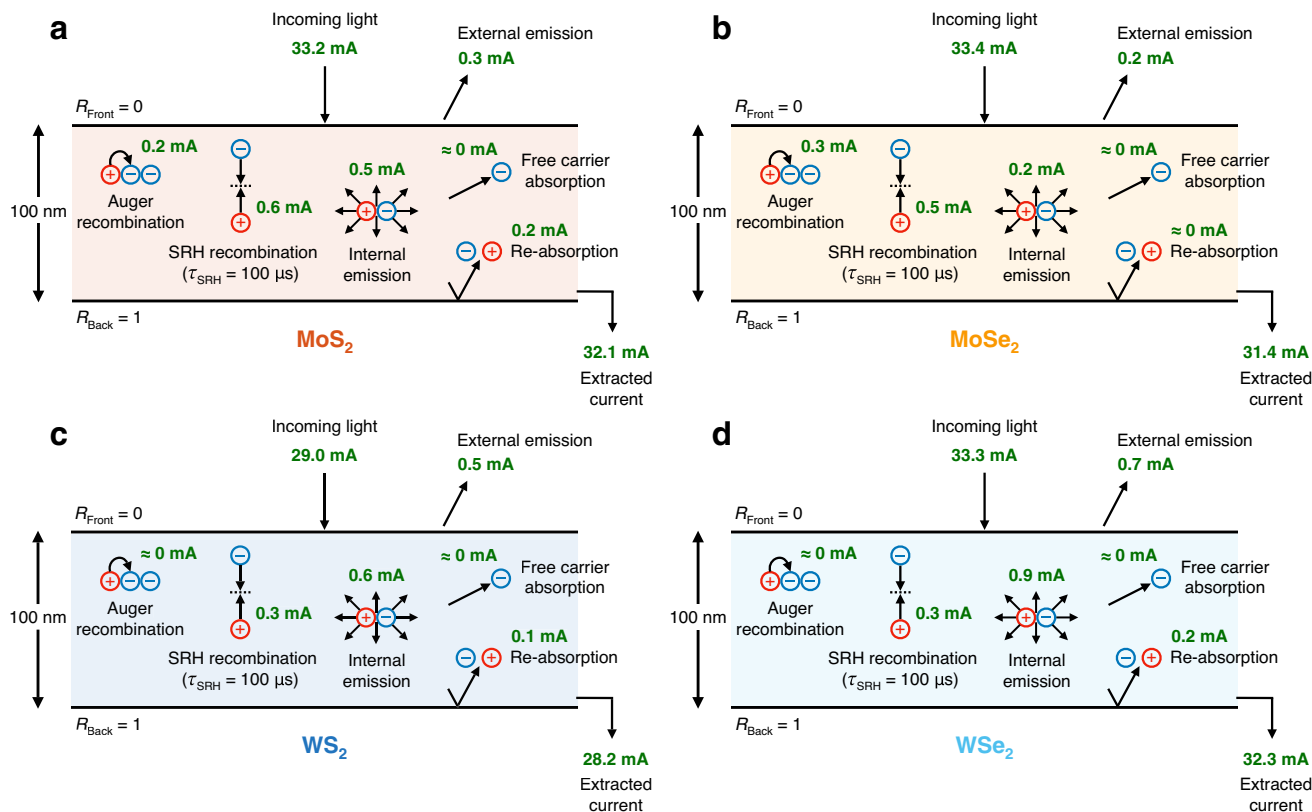 a
Incoming light
33.2 mA
External emission
0.3 mA
R_Front = 0
100 nm
0.2 mA
Auger
recombination
0.6 mA
SRH recombination
(τ_SRH = 100 µs)
0.5 mA
Internal
emission
≈ 0 mA
Free carrier
absorption
0.2 mA
Re-absorption
R_Back = 1
MoS₂
32.1 mA
Extracted
current
b
Incoming light
33.4 mA
External emission
0.2 mA
R_Front = 0
100 nm
0.3 mA
Auger
recombination
0.5 mA
SRH recombination
(τ_SRH = 100 µs)
0.2 mA
Internal
emission
≈ 0 mA
Free carrier
absorption
≈ 0 mA
Re-absorption
R_Back = 1
MoSe₂
31.4 mA
Extracted
current
c
Incoming light
29.0 mA
External emission
0.5 mA
R_Front = 0
100 nm
≈ 0 mA
Auger
recombination
0.3 mA
SRH recombination
(τ_SRH = 100 µs)
0.6 mA
Internal
emission
≈ 0 mA
Free carrier
absorption
0.1 mA
Re-absorption
R_Back = 1
WS₂
28.2 mA
Extracted
current
d
Incoming light
33.3 mA
External emission
0.7 mA
R_Front = 0
100 nm
≈ 0 mA
Auger
recombination
0.3 mA
SRH recombination
(τ_SRH = 100 µs)
0.9 mA
Internal
emission
≈ 0 mA
Free carrier
absorption
0.2 mA
Re-absorption
R_Back = 1
WSe₂
32.3 mA
Extracted
current